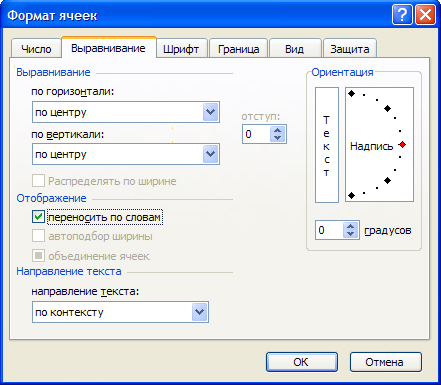 Формат ячеек
Число Выравнивание Шрифт Граница Вид Защита
Выравнивание
по горизонтали:
по центру
отступ:
по вертикали:
по центру
0
Распределять по ширине
Отображение
переносить по словам
автоподбор ширины
объединение ячеек
Направление текста
направление текста:
по контексту
Ориентация
Текст
Надпись
0 градусов
ОК Отмена